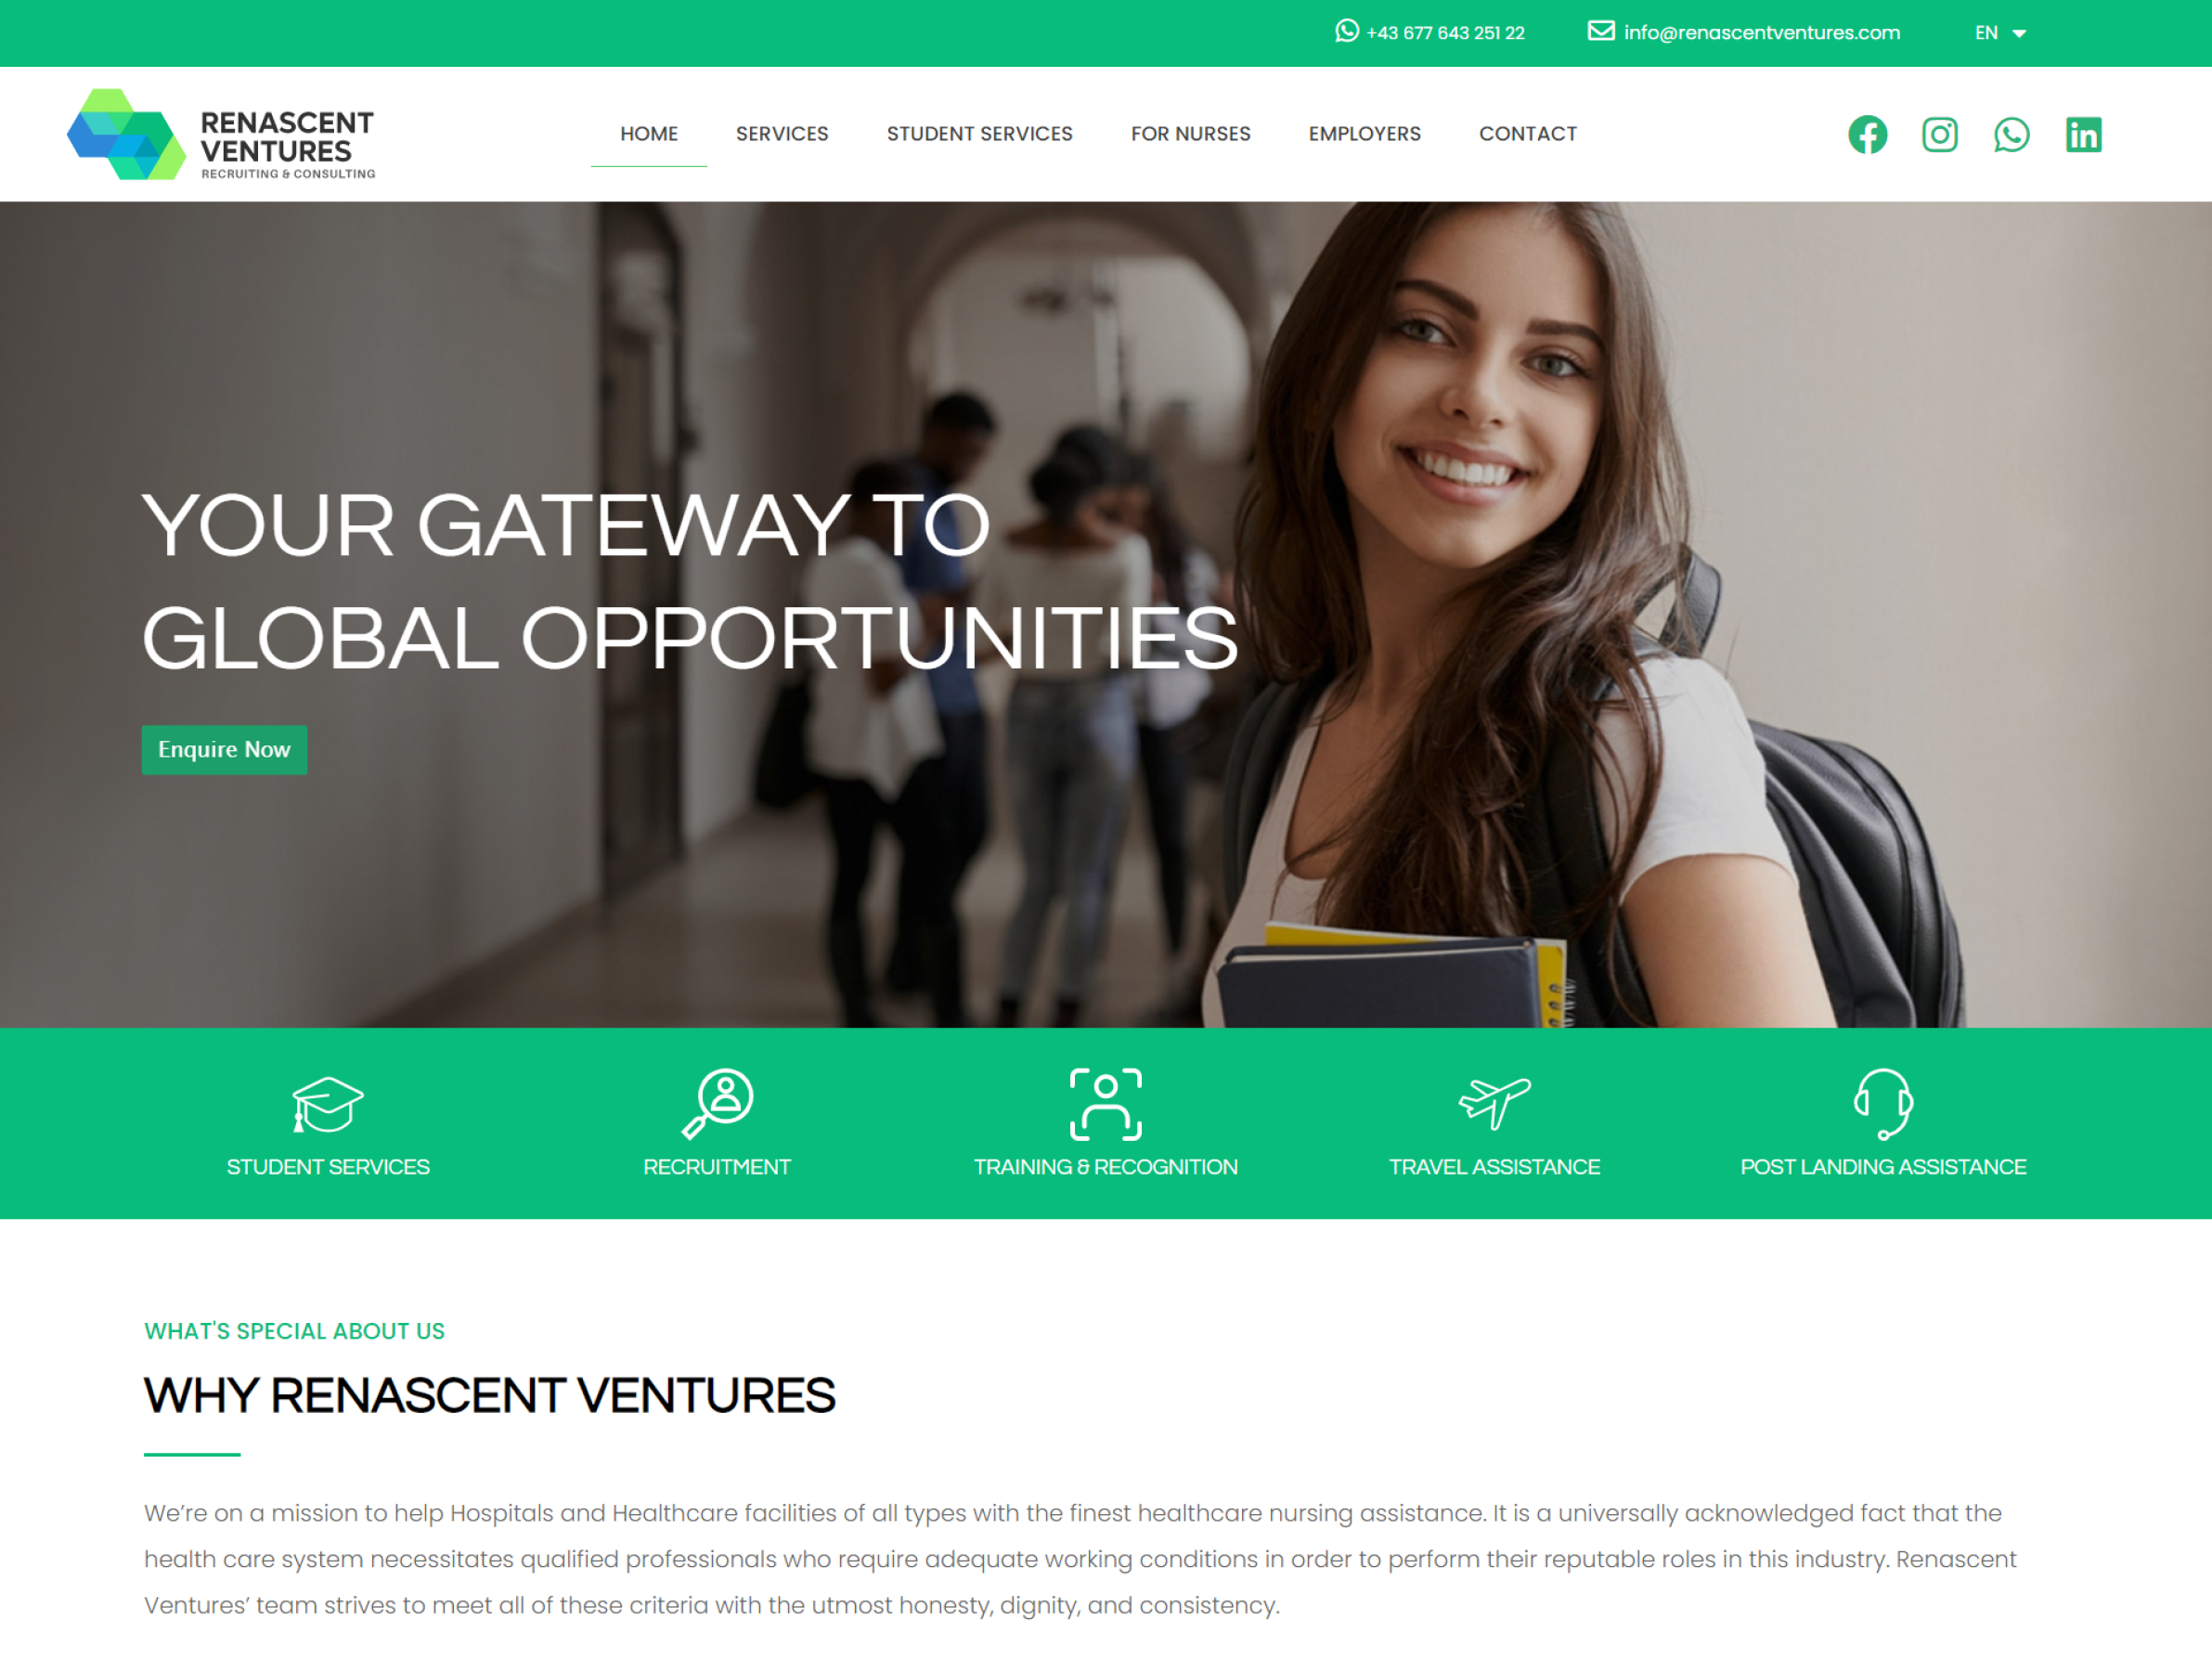 +43 677 643 251 22
info@renascentventures.com
EN
RENASCENT
VENTURES
RECRUITING & CONSULTING
HOME
SERVICES
STUDENT SERVICES
FOR NURSES
EMPLOYERS
CONTACT
YOUR GATEWAY TO
GLOBAL OPPORTUNITIES
Enquire Now
STUDENT SERVICES
RECRUITMENT
TRAINING & RECOGNITION
TRAVEL ASSISTANCE
POST LANDING ASSISTANCE
WHAT'S SPECIAL ABOUT US
WHY RENASCENT VENTURES
We’re on a mission to help Hospitals and Healthcare facilities of all types with the finest healthcare nursing assistance. It is a universally acknowledged fact that the
health care system necessitates qualified professionals who require adequate working conditions in order to perform their reputable roles in this industry. Renascent
Ventures’ team strives to meet all of these criteria with the utmost honesty, dignity, and consistency.